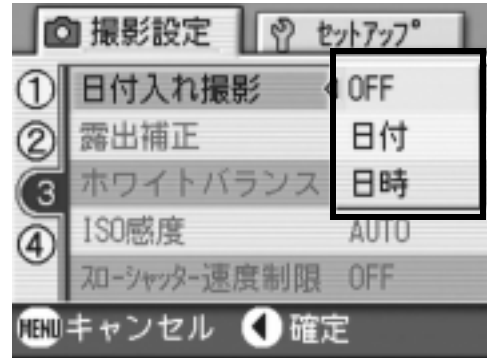 撮影設定 セットアップ
① 日付入れ撮影 OFF
② 露出補正 日付
3 ホワイトバランス 日時
④ ISO感度 AUTO
スローシャッター速度制限 OFF
MENU キャンセル 確定